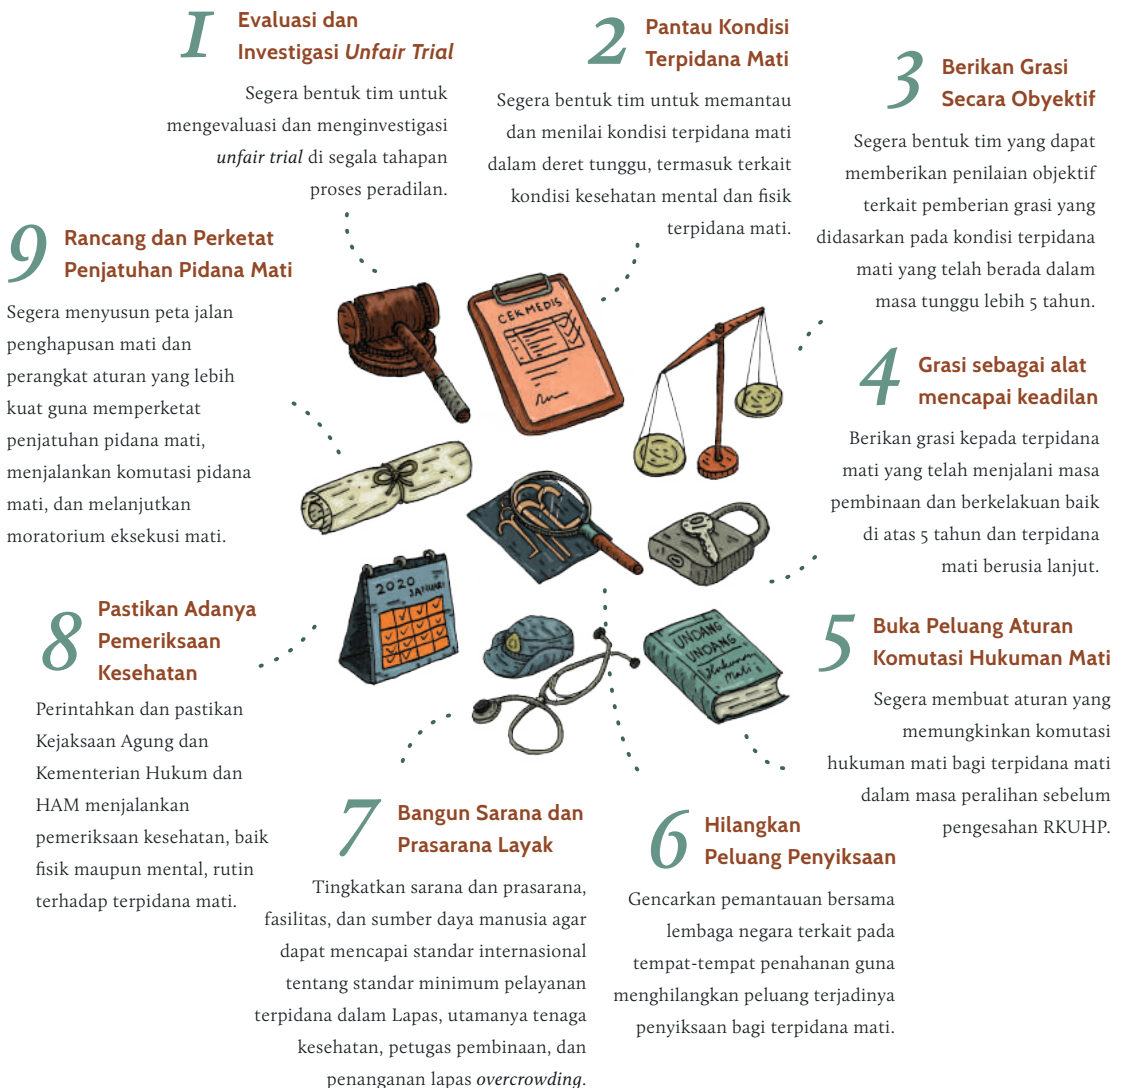 1
Evaluasi dan
Investigasi Unfair Trial
Segera bentuk tim untuk
mengevaluasi dan menginvestigasi
unfair trial di segala tahapan
proses peradilan.
2
Pantau Kondisi
Terpidana Mati
Segera bentuk tim untuk memantau
dan menilai kondisi terpidana mati
dalam deret tunggu, termasuk terkait
kondisi kesehatan mental dan fisik
terpidana mati.
3
Berikan Grasi
Secara Obyektif
Segera bentuk tim yang dapat
memberikan penilaian objektif
terkait pemberian grasi yang
didasarkan pada kondisi terpidana
mati yang telah berada dalam
masa tunggu lebih 5 tahun.
4
Grasi sebagai alat
mencapai keadilan
Berikan grasi kepada terpidana
mati yang telah menjalani masa
pembinaan dan berkelakuan baik
di atas 5 tahun dan terpidana
mati berusia lanjut.
5
Buka Peluang Aturan
Komutasi Hukuman Mati
Segera membuat aturan yang
memungkinkan komutasi
hukuman mati bagi terpidana mati
dalam masa peralihan sebelum
pengesahan RKUHP.
6
Hilangkan
Peluang Penyiksaan
Gencarkan pemantauan bersama
lembaga negara terkait pada
tempat-tempat penahanan guna
menghilangkan peluang terjadinya
penyiksaan bagi terpidana mati.
7
Bangun Sarana dan
Prasarana Layak
Tingkatkan sarana dan prasarana,
fasilitas, dan sumber daya manusia agar
dapat mencapai standar internasional
tentang standar minimum pelayanan
terpidana dalam Lapas, utamanya tenaga
kesehatan, petugas pembinaan, dan
penanganan lapas overcrowding.
8
Pastikan Adanya
Pemeriksaan
Kesehatan
Perintahkan dan pastikan
Kejaksaan Agung dan
Kementerian Hukum dan
HAM menjalankan
pemeriksaan kesehatan, baik
fisik maupun mental, rutin
terhadap terpidana mati.
9
Rancang dan Perketat
Penjatuhan Pidana Mati
Segera menyusun peta jalan
penghapusan mati dan
perangkat aturan yang lebih
kuat guna memperketat
penjatuhan pidana mati,
menjalankan komutasi pidana
mati, dan melanjutkan
moratorium eksekusi mati.
CEK MEDIS
2020
JANUARI
UNDANG
UNDANG
Hukuman
Mati